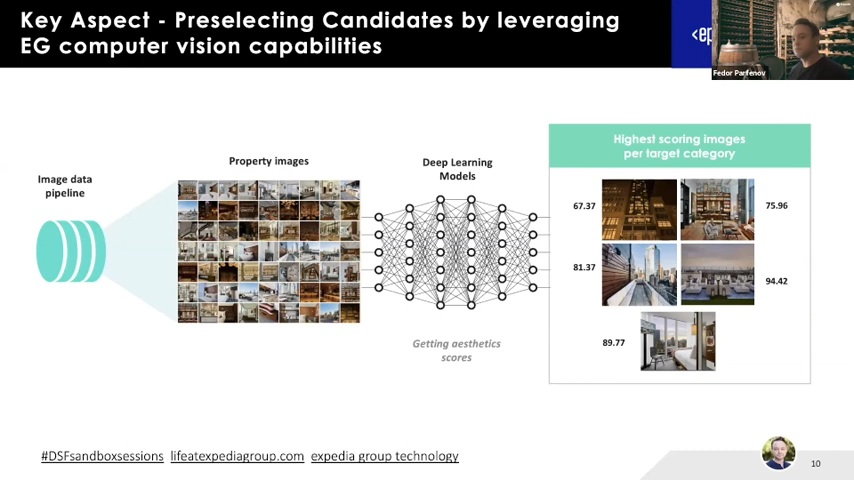 Key Aspect - Preselecting Candidates by leveraging
EG computer vision capabilities
Fedor Parfenov
Image data
pipeline
Property images
Deep Learning
Models
Getting aesthetics
scores
Highest scoring images
per target category
67.37
75.96
81.37
94.42
89.77
#DSFsandboxsessions lifeatexpediagroup.com expedia group technology
10